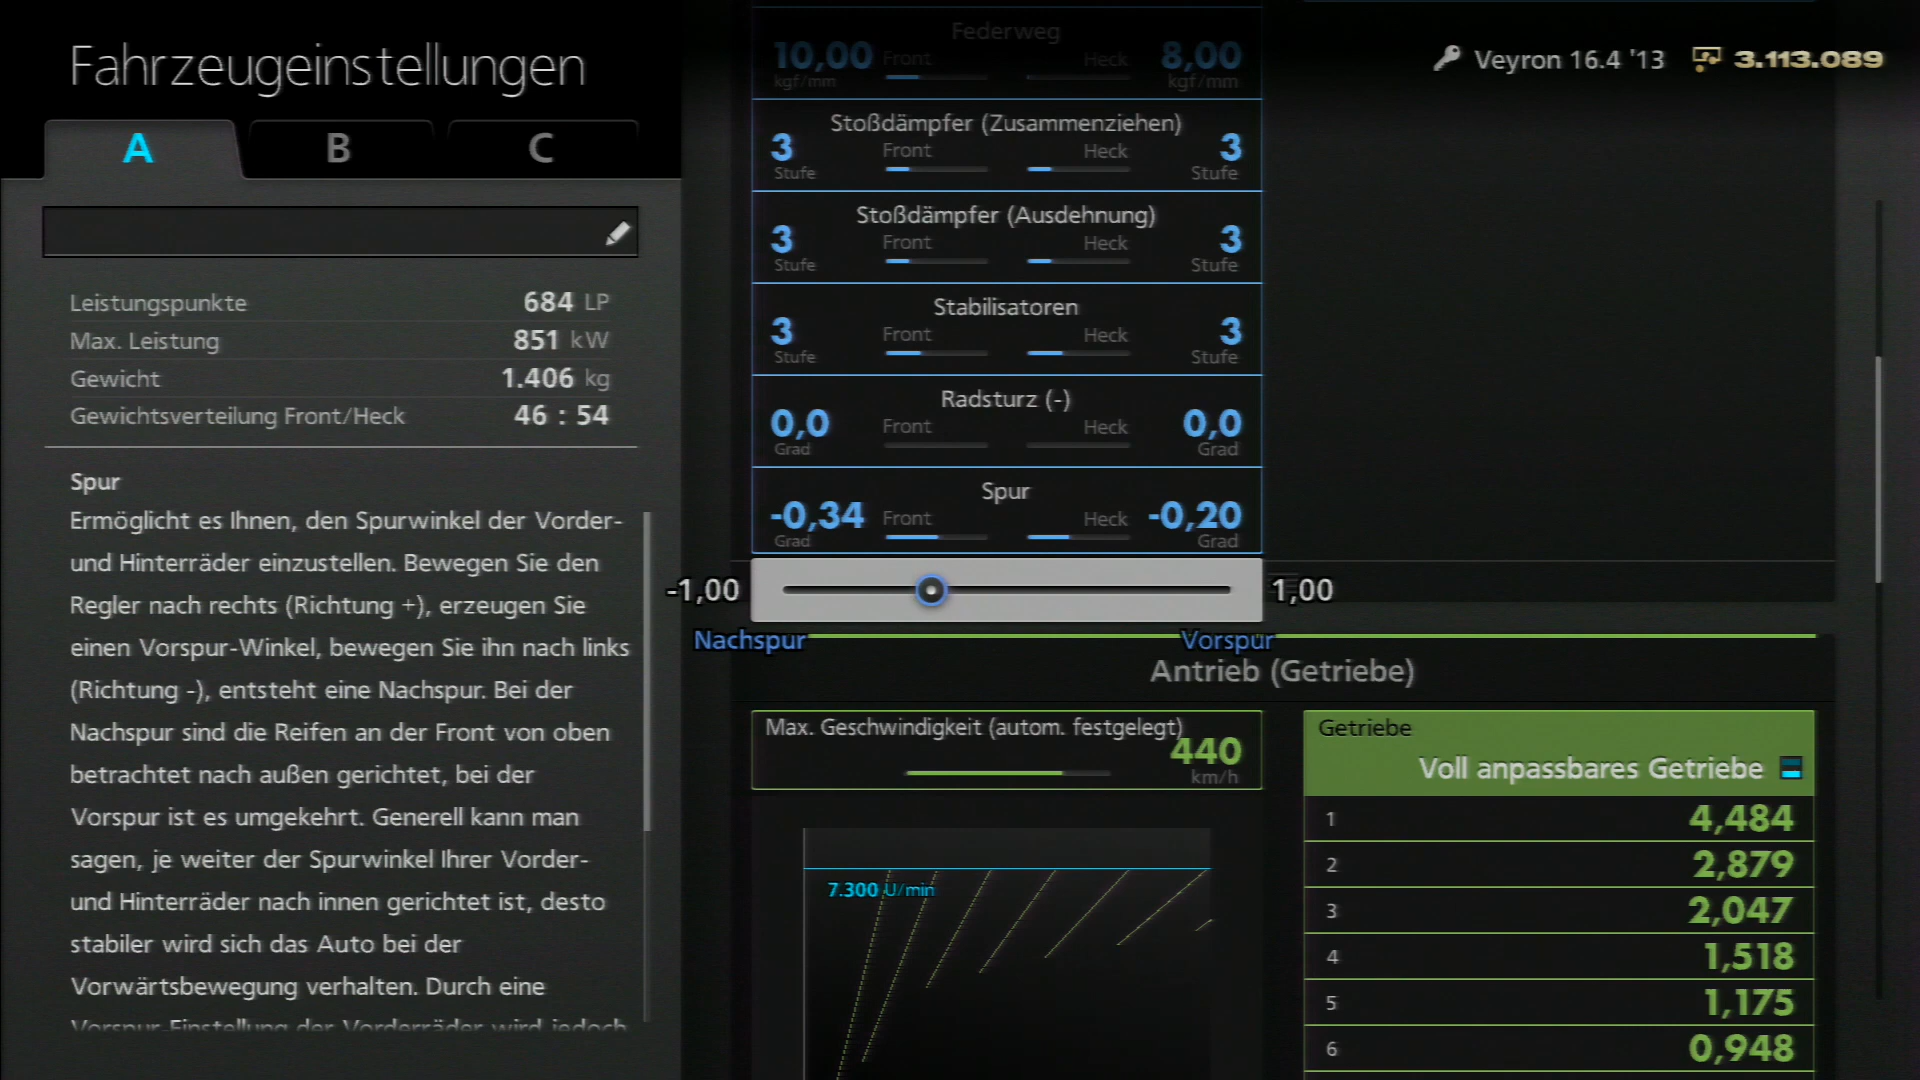 Fahrzeugeinstellungen
Veyron 16.4 '13
3.113.089
A
B
C
Leistungspunkte 684 LP
Max. Leistung 851 kW
Gewicht 1.406 kg
Gewichtsverteilung Front/Heck 46 : 54
Spur
Ermöglicht es Ihnen, den Spurwinkel der Vorder-
und Hinterräder einzustellen. Bewegen Sie den
Regler nach rechts (Richtung +), erzeugen Sie
einen Vorspur-Winkel, bewegen Sie ihn nach links
(Richtung -), entsteht eine Nachspur. Bei der
Nachspur sind die Reifen an der Front von oben
betrachtet nach außen gerichtet, bei der
Vorspur ist es umgekehrt. Generell kann man
sagen, je weiter der Spurwinkel Ihrer Vorder-
und Hinterräder nach innen gerichtet ist, desto
stabiler wird sich das Auto bei der
Vorwärtsbewegung verhalten. Durch eine
Vorspur-Einstellung der Vorderräder wird jedoch
Federweg
10,00 Front Heck 8,00
kgf/mm kgf/mm
Stoßdämpfer (Zusammenziehen)
3 Front Heck 3
Stufe Stufe
Stoßdämpfer (Ausdehnung)
3 Front Heck 3
Stufe Stufe
Stabilisatoren
3 Front Heck 3
Stufe Stufe
Radsturz (-)
0,0 Front Heck 0,0
Grad Grad
Spur
-0,34 Front Heck -0,20
Grad Grad
-1,00 1,00
Nachspur Vorspur
Antrieb (Getriebe)
Max. Geschwindigkeit (autom. festgelegt)
440
km/h
7.300 U/min
Getriebe
Voll anpassbares Getriebe
1 4,484
2 2,879
3 2,047
4 1,518
5 1,175
6 0,948